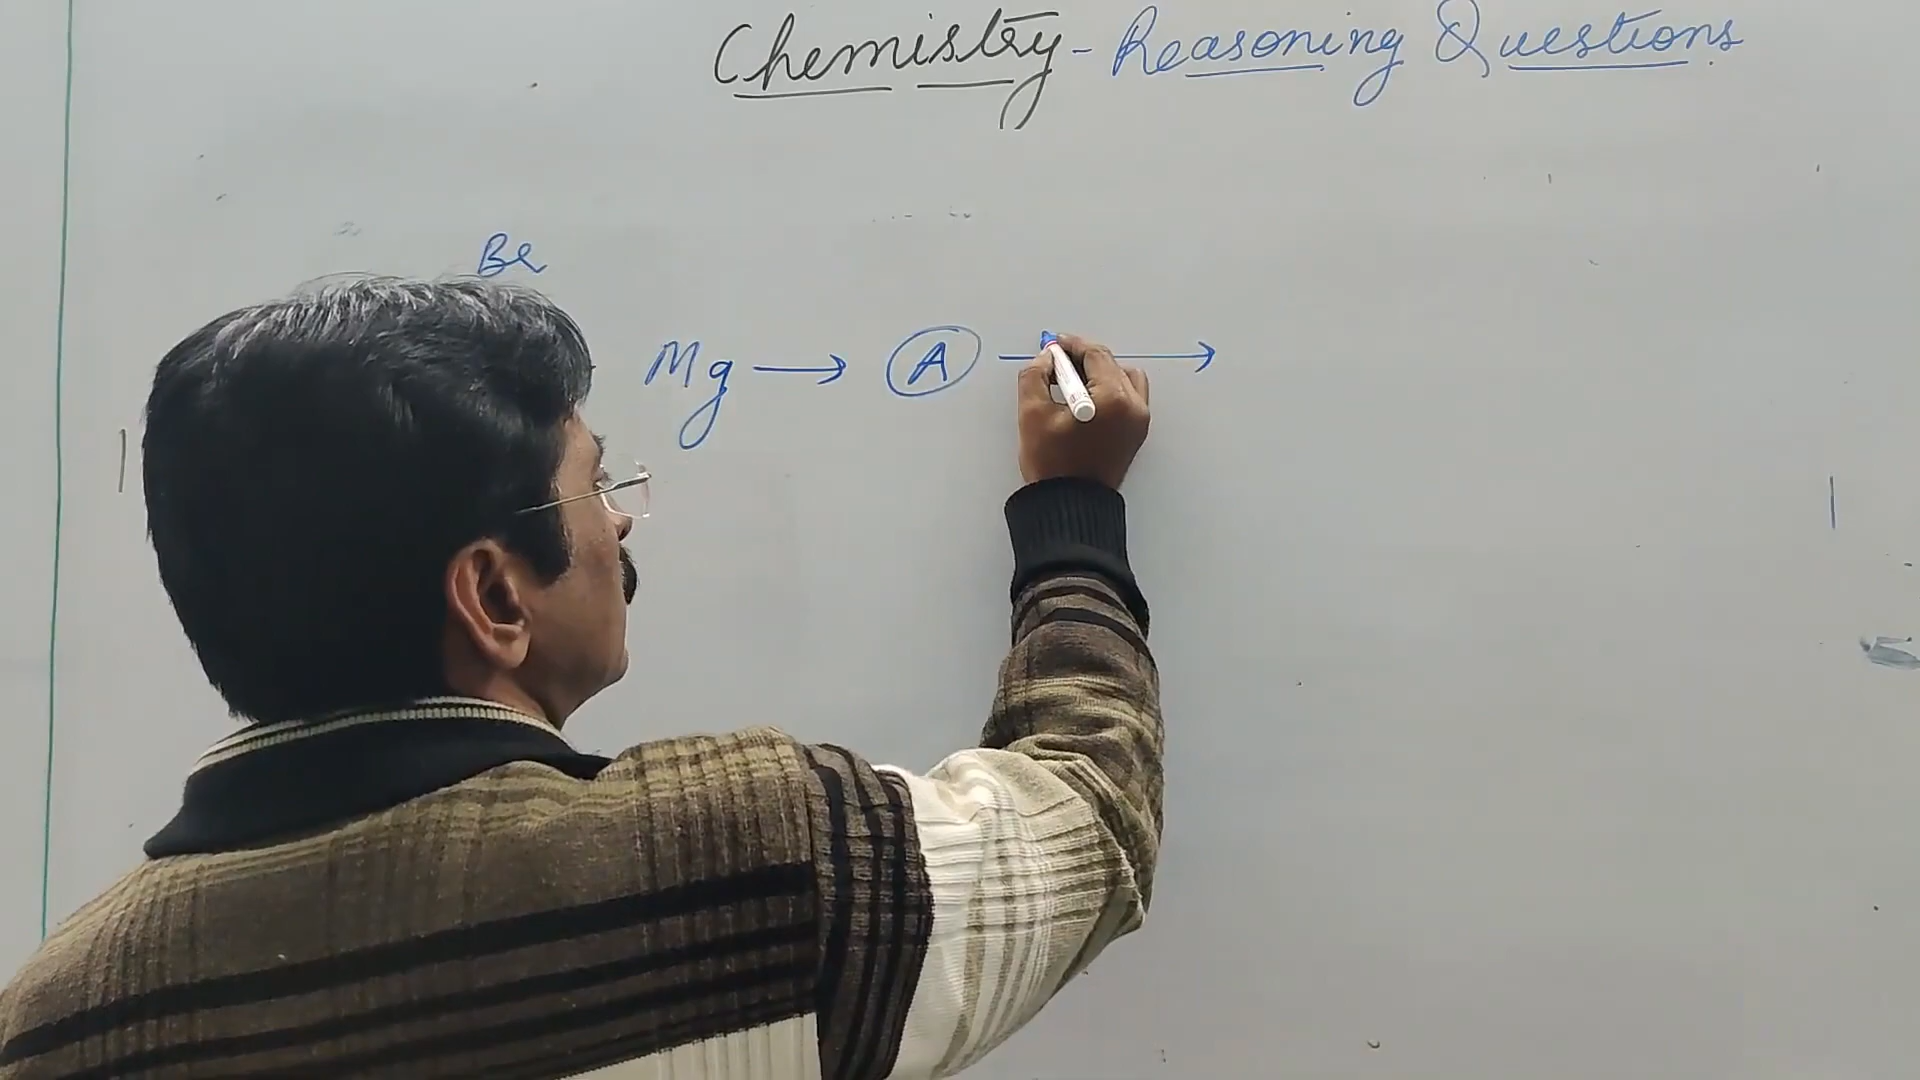 Chemistry - Reasoning Questions
Be
Mg → A →